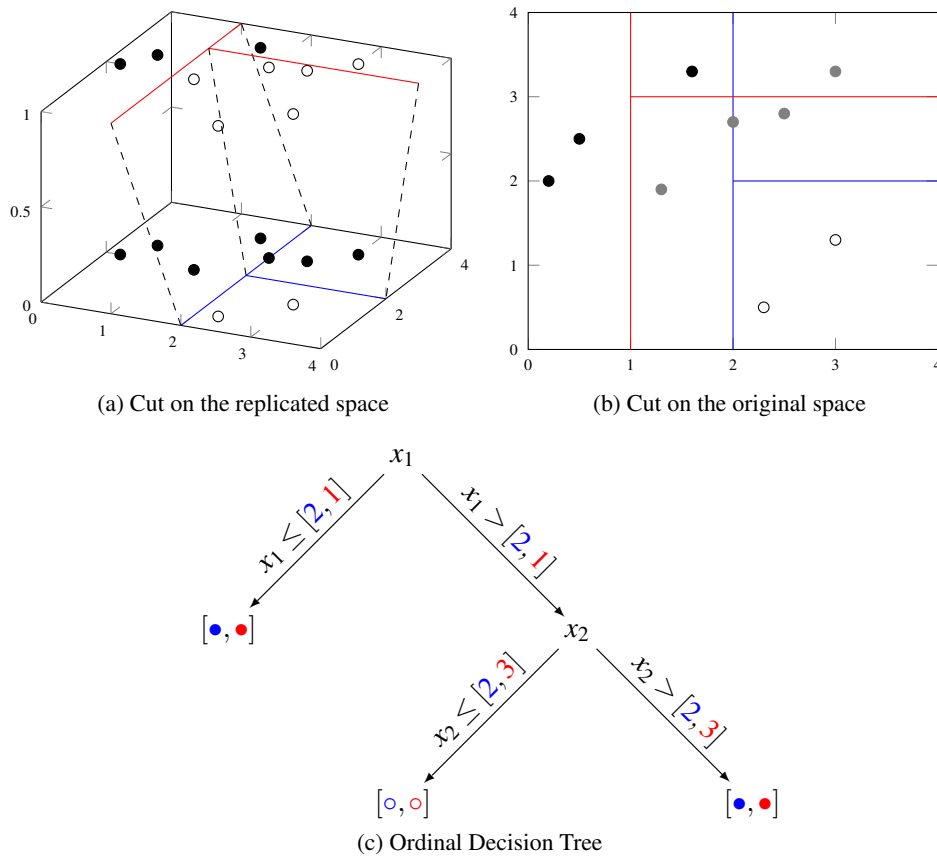 1
0.5
0
0
1
2
3
4
0
2
4
(a) Cut on the replicated space
4
3
2
1
0
0
1
2
3
4
(b) Cut on the original space
x₁
x₁ ≤ [2, 1]
x₁ > [2, 1]
[●, ●]
x₂
x₂ ≤ [2, 3]
x₂ > [2, 3]
[○, ○]
[●, ●]
(c) Ordinal Decision Tree